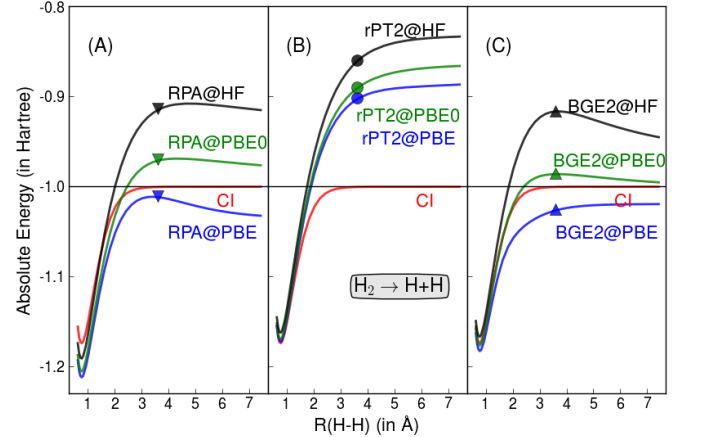 -0.8
-0.9
-1.0
-1.1
-1.2
Absolute Energy (in Hartree)
(A)
RPA@HF
RPA@PBE0
CI
RPA@PBE
1 2 3 4 5 6 7
(B)
rPT2@HF
rPT2@PBE0
rPT2@PBE
CI
H₂ → H+H
1 2 3 4 5 6 7
(C)
BGE2@HF
BGE2@PBE0
CI
BGE2@PBE
1 2 3 4 5 6 7
R(H-H) (in Å)